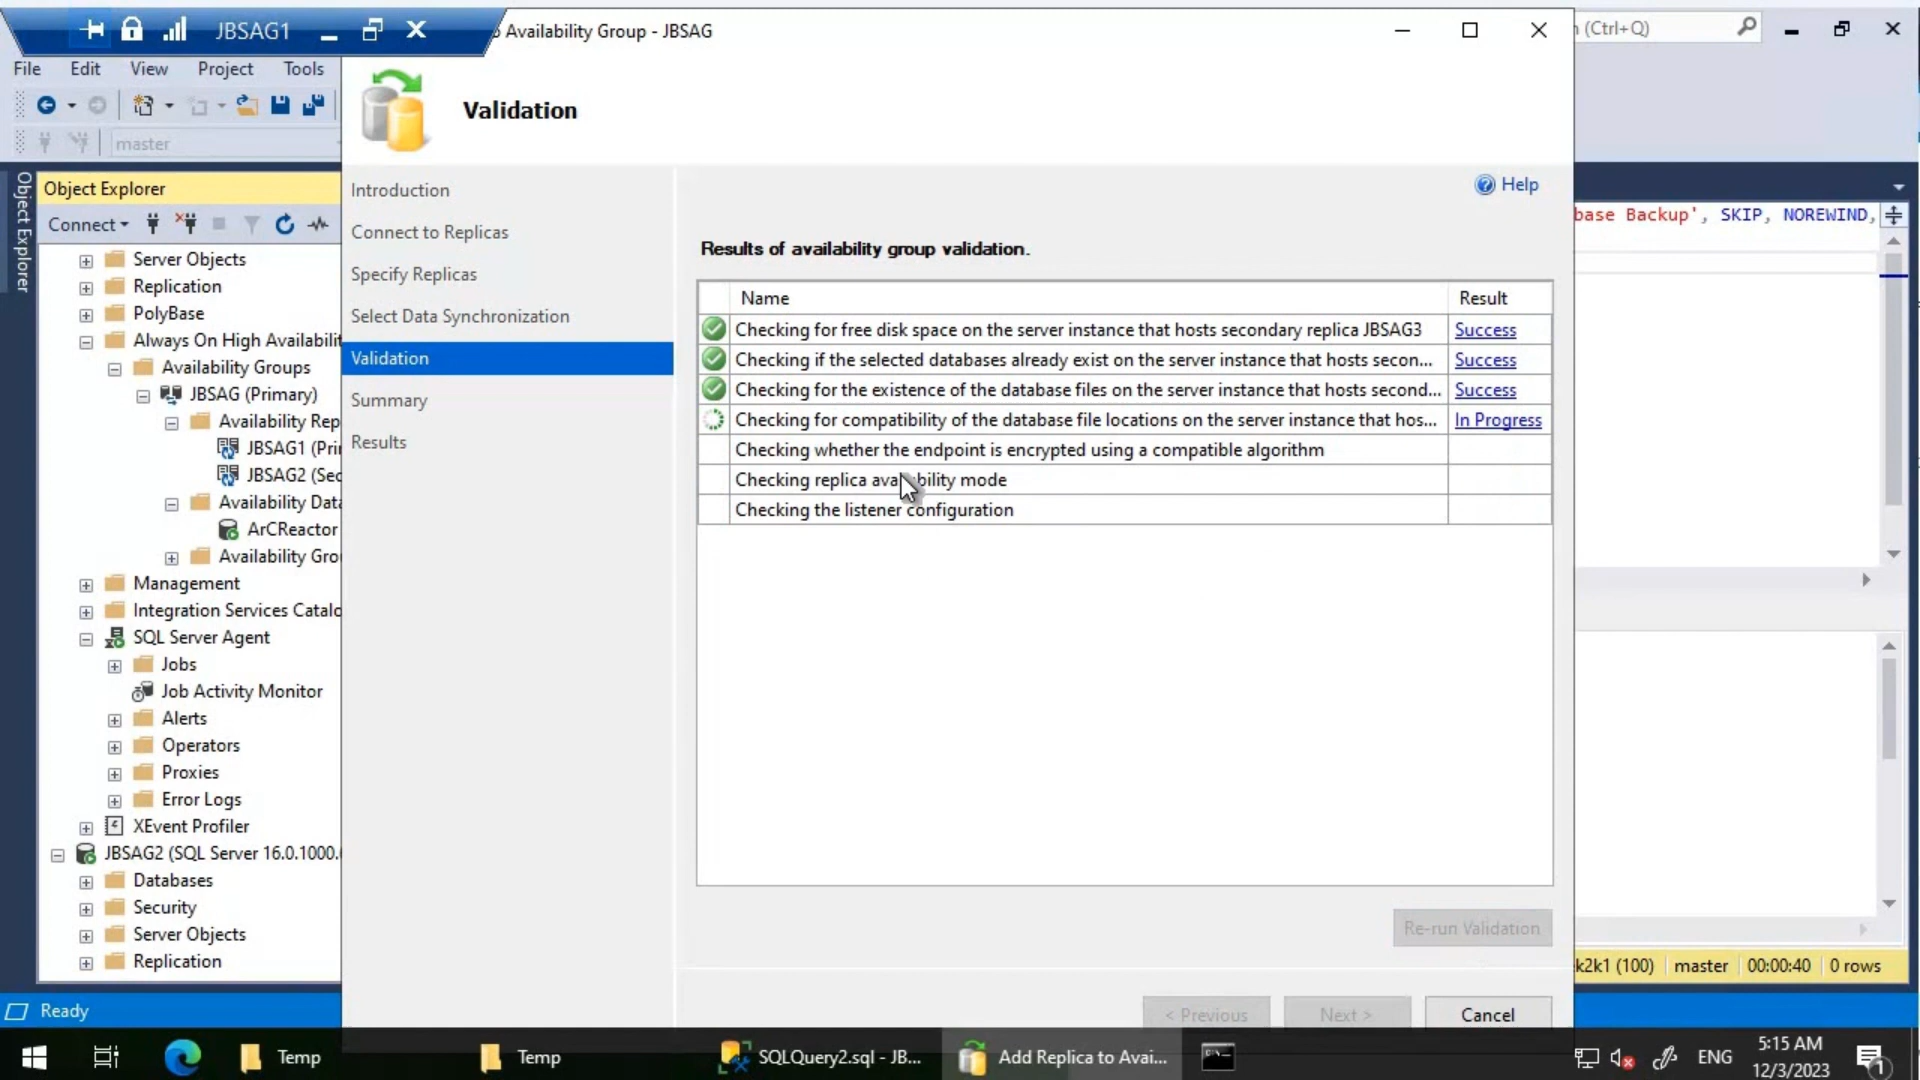 JBSAG1
Availability Group - JBSAG
(Ctrl+Q)
File Edit View Project Tools
master
Validation
Object Explorer
Object Explorer
Connect
Server Objects
Replication
PolyBase
Always On High Availabilit
Availability Groups
JBSAG (Primary)
Availability Rep
JBSAG1 (Pri
JBSAG2 (Sec
Availability Data
ArCReactor
Availability Gro
Management
Integration Services Catalo
SQL Server Agent
Jobs
Job Activity Monitor
Alerts
Operators
Proxies
Error Logs
XEvent Profiler
JBSAG2 (SQL Server 16.0.1000.
Databases
Security
Server Objects
Replication
Introduction
Connect to Replicas
Specify Replicas
Select Data Synchronization
Validation
Summary
Results
Help
Results of availability group validation.
Name Result
Checking for free disk space on the server instance that hosts secondary replica JBSAG3 Success
Checking if the selected databases already exist on the server instance that hosts secon... Success
Checking for the existence of the database files on the server instance that hosts second... Success
Checking for compatibility of the database file locations on the server instance that hos... In Progress
Checking whether the endpoint is encrypted using a compatible algorithm
Checking replica availability mode
Checking the listener configuration
Re-run Validation
< Previous Next > Cancel
base Backup', SKIP, NOREWIND,
k2k1 (100) master 00:00:40 0 rows
Ready
Temp Temp SQLQuery2.sql - JB... Add Replica to Avai... ENG 5:15 AM
12/3/2023
1